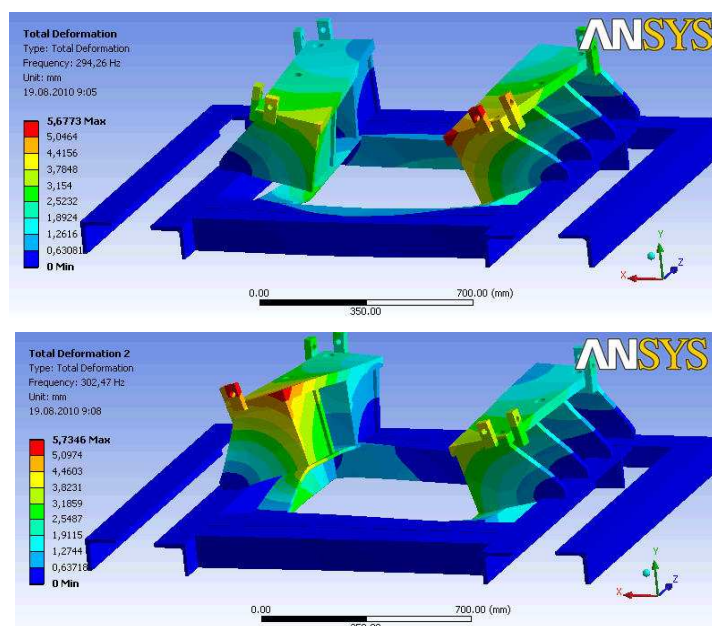 Total Deformation
Type: Total Deformation
Frequency: 294,26 Hz
Unit: mm
19.08.2010 9:05
ANSYS
5,6773 Max
5,0464
4,4156
3,7848
3,154
2,5232
1,8924
1,2616
0,63081
0 Min
0.00
700.00 (mm)
350.00
Y
X
Z
Total Deformation 2
Type: Total Deformation
Frequency: 302,47 Hz
Unit: mm
19.08.2010 9:08
ANSYS
5,7346 Max
5,0974
4,4603
3,8231
3,1859
2,5487
1,9115
1,2744
0,63718
0 Min
0.00
700.00 (mm)
Y
X
Z